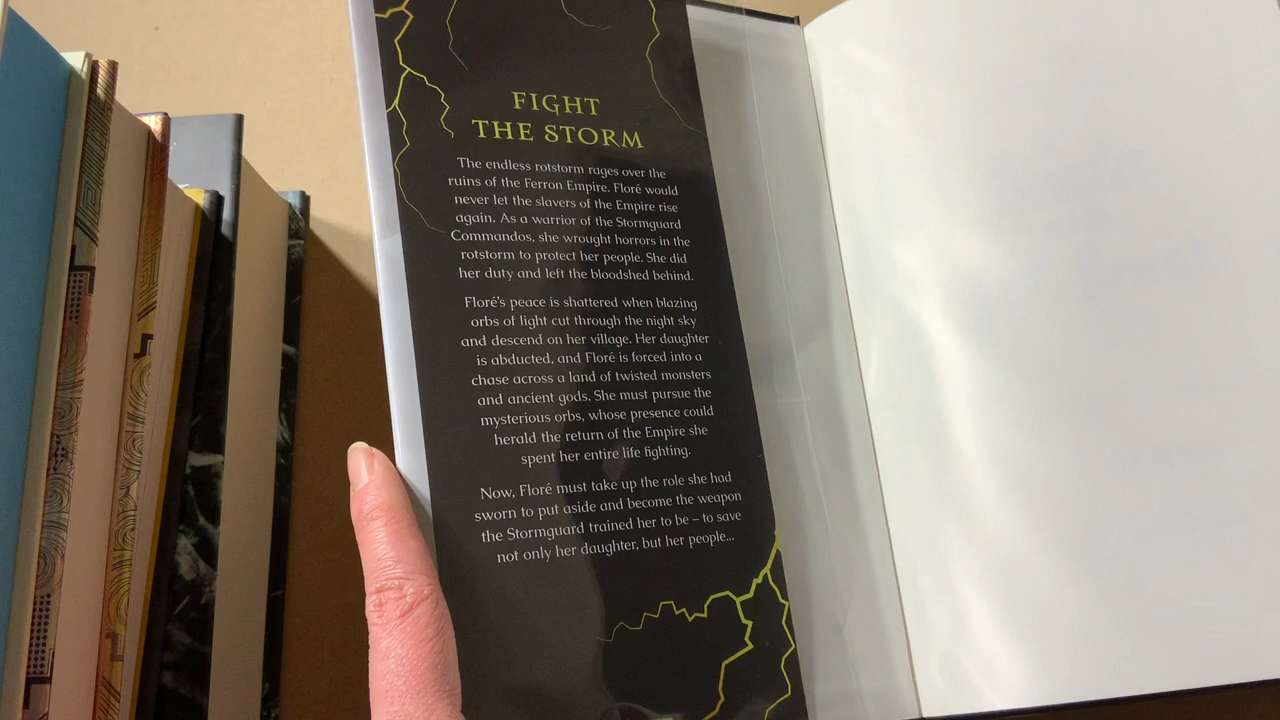 FIGHT
THE STORM
The endless rotstorm rages over the
ruins of the Ferron Empire. Floré would
never let the slavers of the Empire rise
again. As a warrior of the Stormguard
Commandos, she wrought horrors in the
rotstorm to protect her people. She did
her duty and left the bloodshed behind.
Floré's peace is shattered when blazing
orbs of light cut through the night sky
and descend on her village. Her daughter
is abducted, and Floré is forced into a
chase across a land of twisted monsters
and ancient gods. She must pursue the
mysterious orbs, whose presence could
herald the return of the Empire she
spent her entire life fighting.
Now, Floré must take up the role she had
sworn to put aside and become the weapon
the Stormguard trained her to be – to save
not only her daughter, but her people...